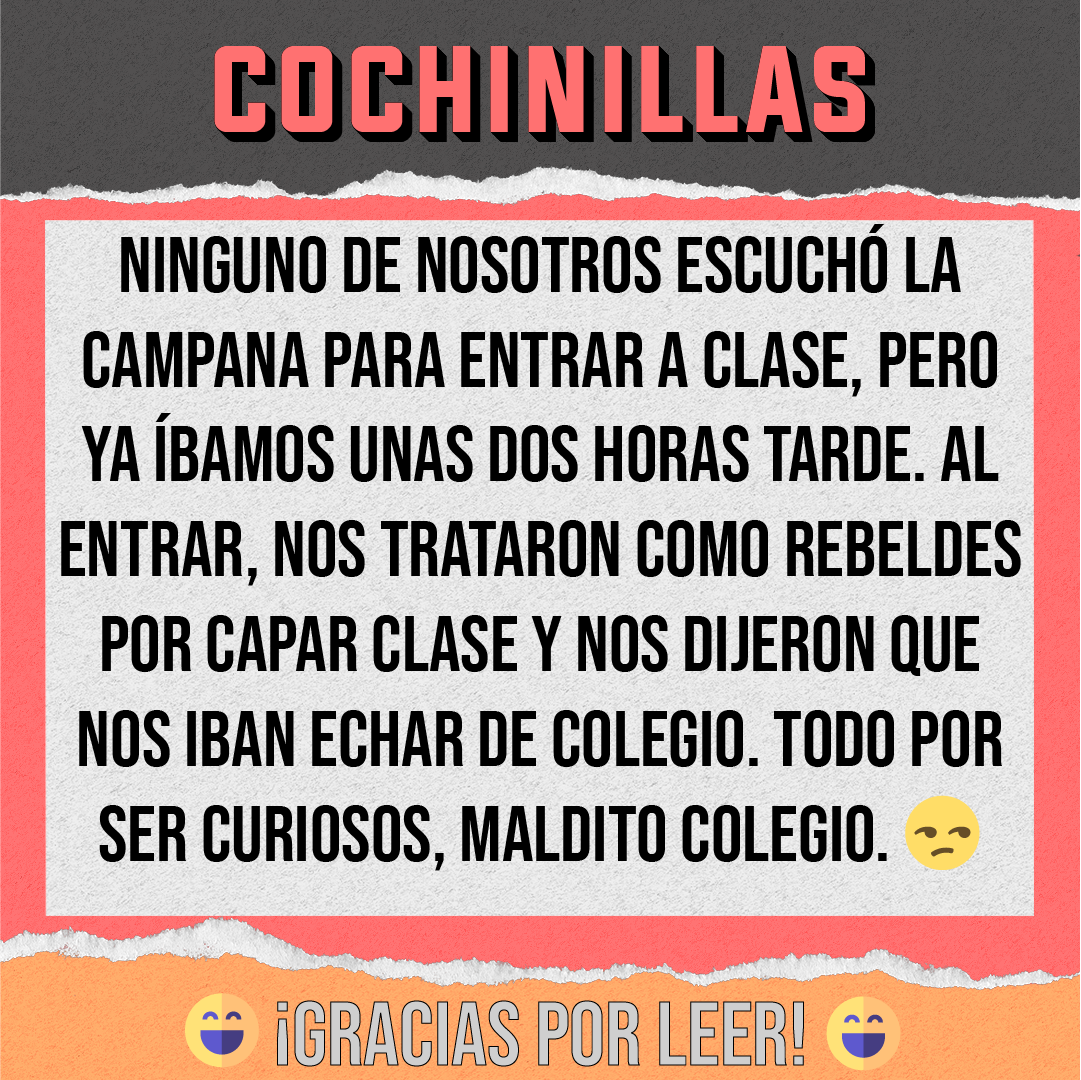 COCHINILLAS
NINGUNO DE NOSOTROS ESCUCHÓ LA
CAMPANA PARA ENTRAR A CLASE, PERO
YA ÍBAMOS UNAS DOS HORAS TARDE. AL
ENTRAR, NOS TRATARON COMO REBELDES
POR CAPAR CLASE Y NOS DIJERON QUE
NOS IBAN ECHAR DE COLEGIO. TODO POR
SER CURIOSOS, MALDITO COLEGIO. 😒
😄 ¡GRACIAS POR LEER! 😄